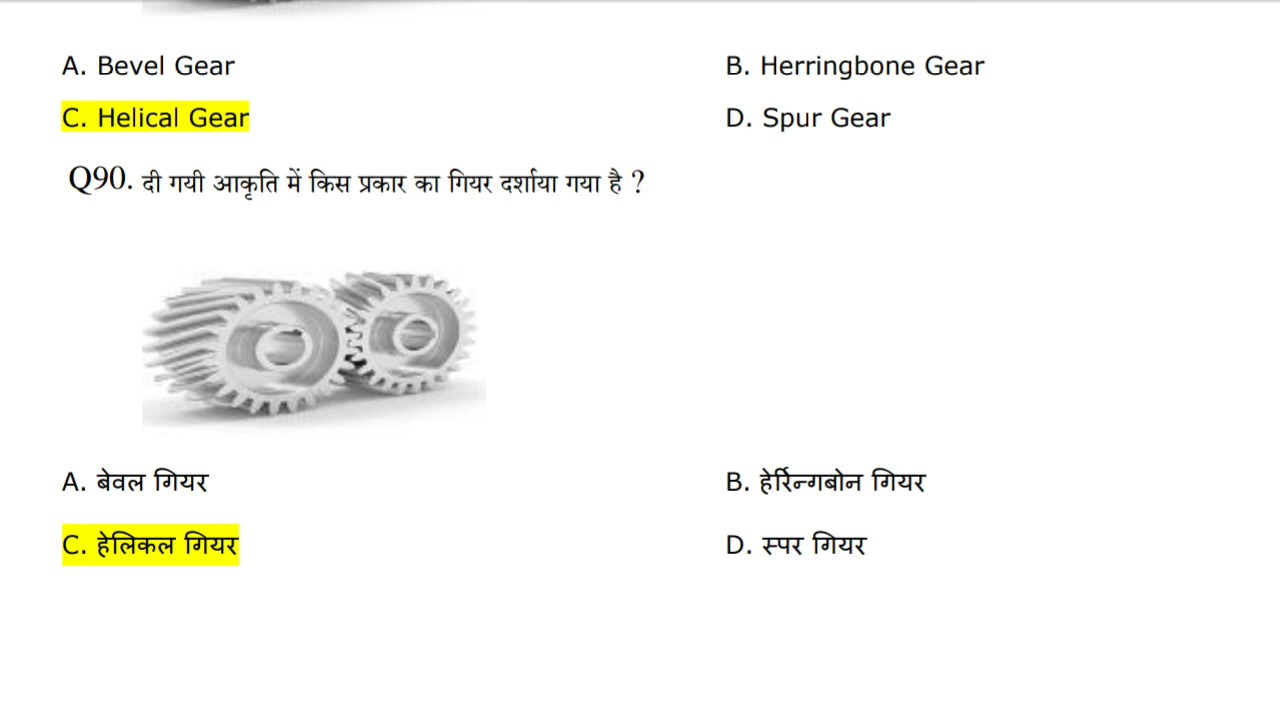 A. Bevel Gear
B. Herringbone Gear
C. Helical Gear
D. Spur Gear
Q90. दी गयी आकृति में किस प्रकार का गियर दर्शाया गया है ?
A. बेवल गियर
B. हेर्रिन्गबोन गियर
C. हेलिकल गियर
D. स्पर गियर